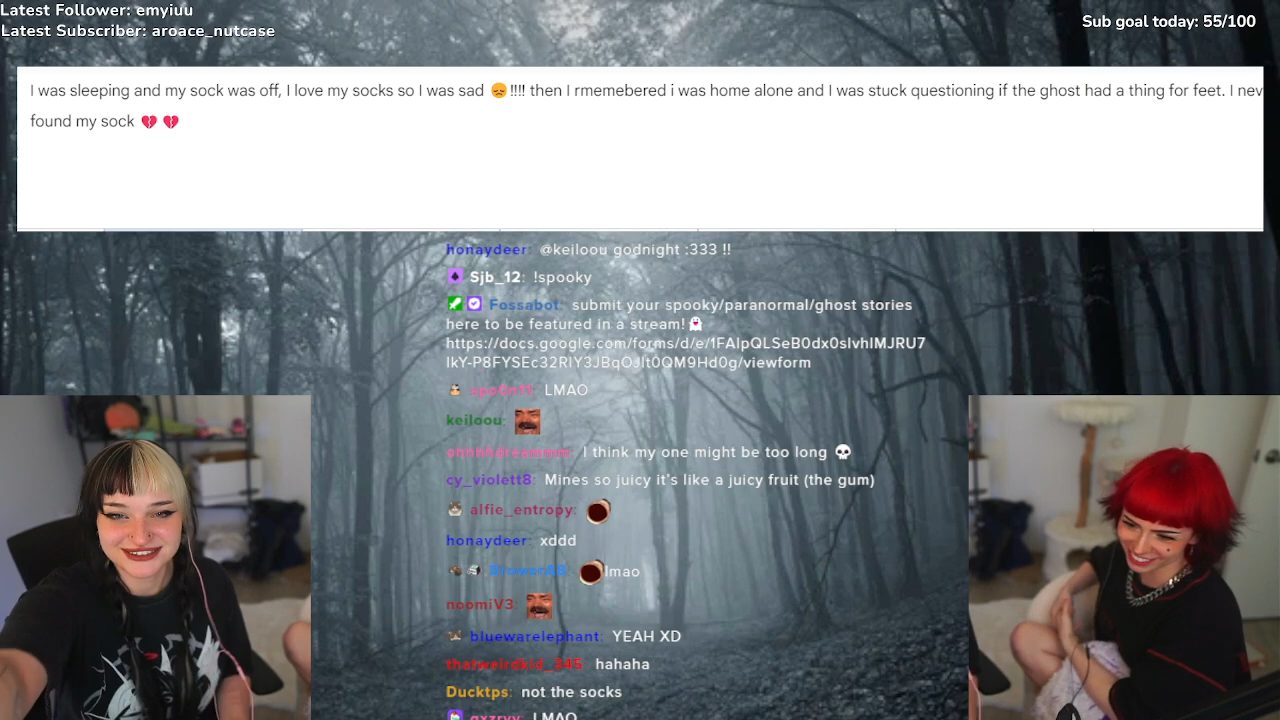 Latest Follower: emyiuu
Latest Subscriber: aroace_nutcase
Sub goal today: 55/100
I was sleeping and my sock was off, I love my socks so I was sad 😞!!!! then I rmemebered i was home alone and I was stuck questioning if the ghost had a thing for feet. I nev
found my sock 💔 💔
honaydeer: @keiloou godnight :333 !!
Sjb_12: !spooky
Fossabot: submit your spooky/paranormal/ghost stories
here to be featured in a stream!👻
https://docs.google.com/forms/d/e/1FAIpQLSeB0dx0slvhIMJRU7
LMAO
keiloou:
I think my one might be too long 💀
cy_violett8: Mines so juicy it's like a juicy fruit (the gum)
alfie_entropy:
honaydeer: xddd
lmao
noomiV3:
bluewarelephant: YEAH XD
thatweirdkid_345: hahaha
Ducktps: not the socks
LMAO